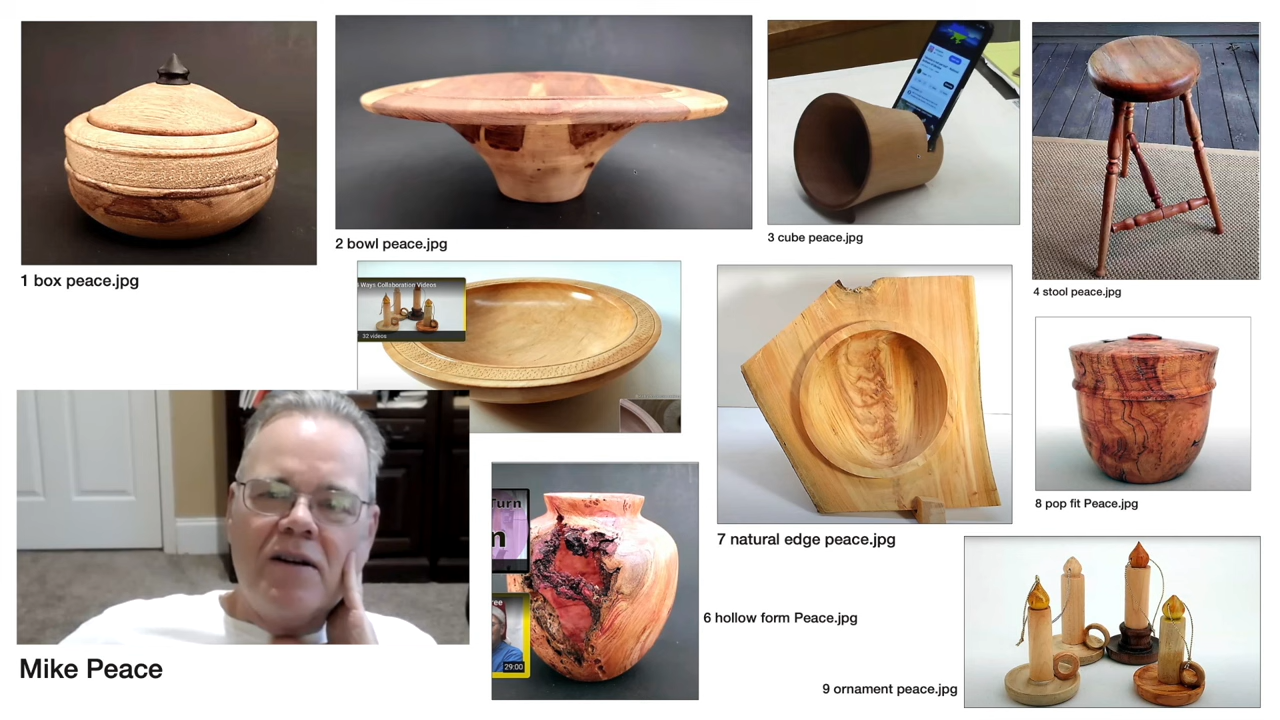 1 box peace.jpg
2 bowl peace.jpg
3 cube peace.jpg
4 stool peace.jpg
Ways Collaboration Videos
32 videos
7 natural edge peace.jpg
8 pop fit Peace.jpg
Turn
29:00
6 hollow form Peace.jpg
Mike Peace
9 ornament peace.jpg